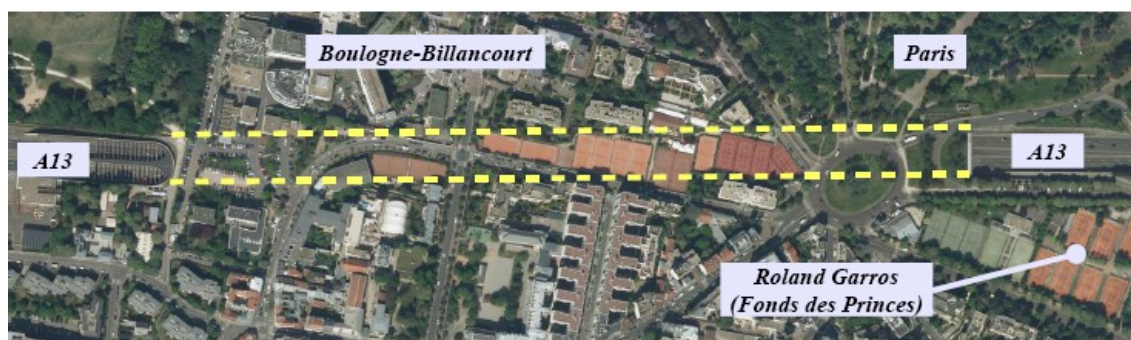 Boulogne-Billancourt
Paris
A13
A13
Roland Garros
(Fonds des Princes)